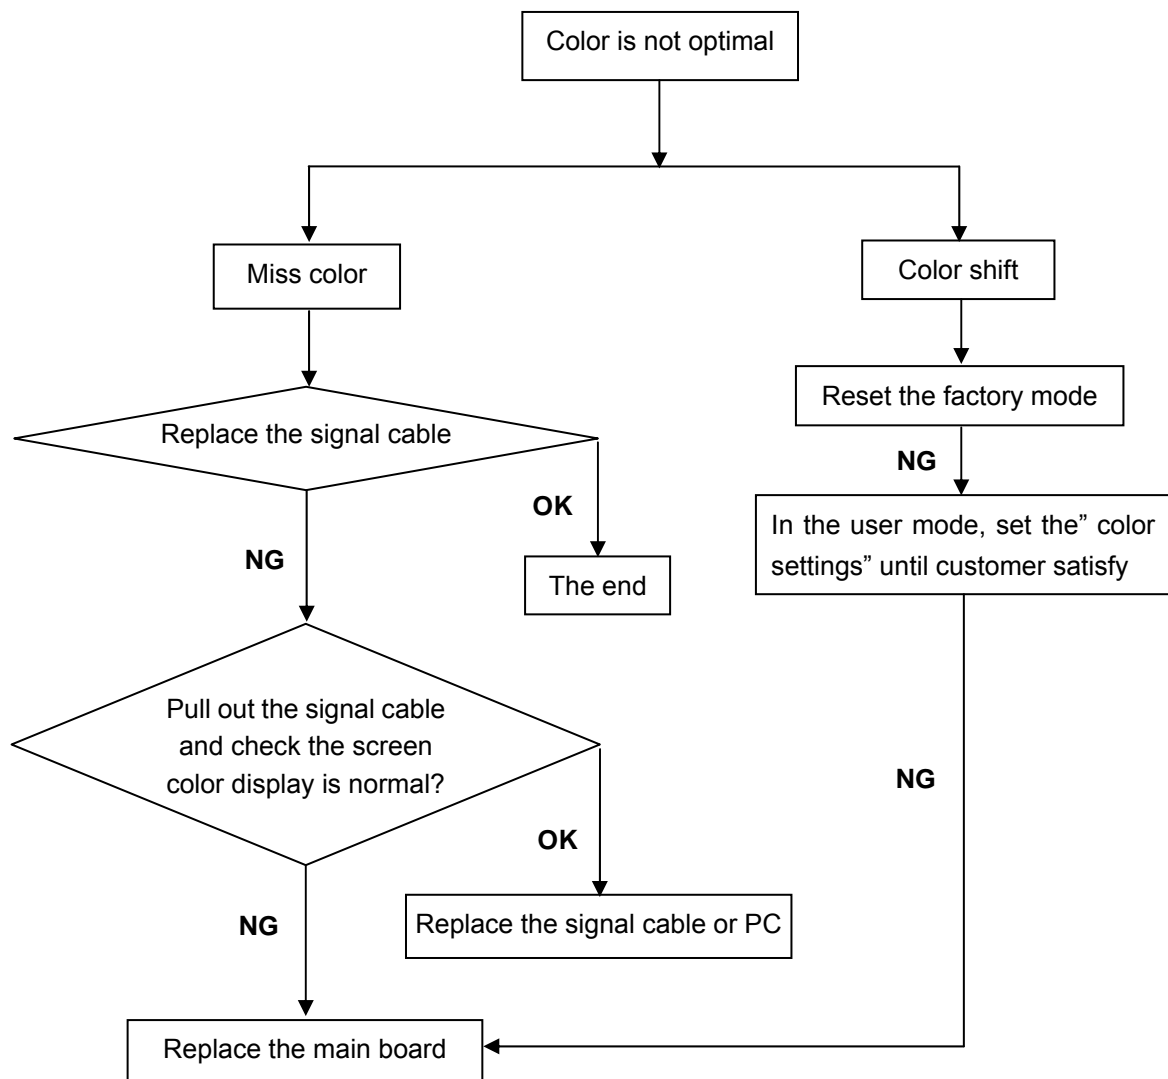 Color is not optimal
Miss color
Color shift
Replace the signal cable
Reset the factory mode
NG
OK
In the user mode, set the” color
settings” until customer satisfy
NG
The end
Pull out the signal cable
and check the screen
color display is normal?
NG
OK
NG
Replace the signal cable or PC
Replace the main board